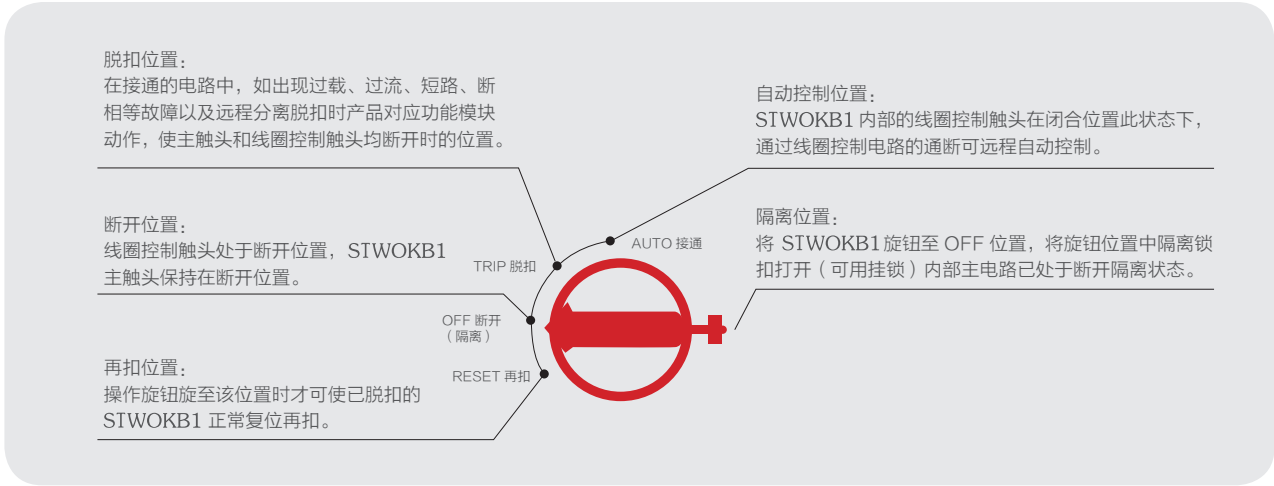 脱扣位置：
在接通的电路中，如出现过载、过流、短路、断
相等故障以及远程分离脱扣时产品对应功能模块
动作，使主触头和线圈控制触头均断开时的位置。
断开位置：
线圈控制触头处于断开位置，STWOKB1
主触头保持在断开位置。
再扣位置：
操作旋钮旋至该位置时才可使已脱扣的
STWOKB1 正常复位再扣。
AUTO 接通
TRIP 脱扣
OFF 断开
（隔离）
RESET 再扣
自动控制位置：
STWOKB1 内部的线圈控制触头在闭合位置此状态下，
通过线圈控制电路的通断可远程自动控制。
隔离位置：
将 STWOKB1旋钮至 OFF 位置，将旋钮位置中隔离锁
扣打开（可用挂锁）内部主电路已处于断开隔离状态。